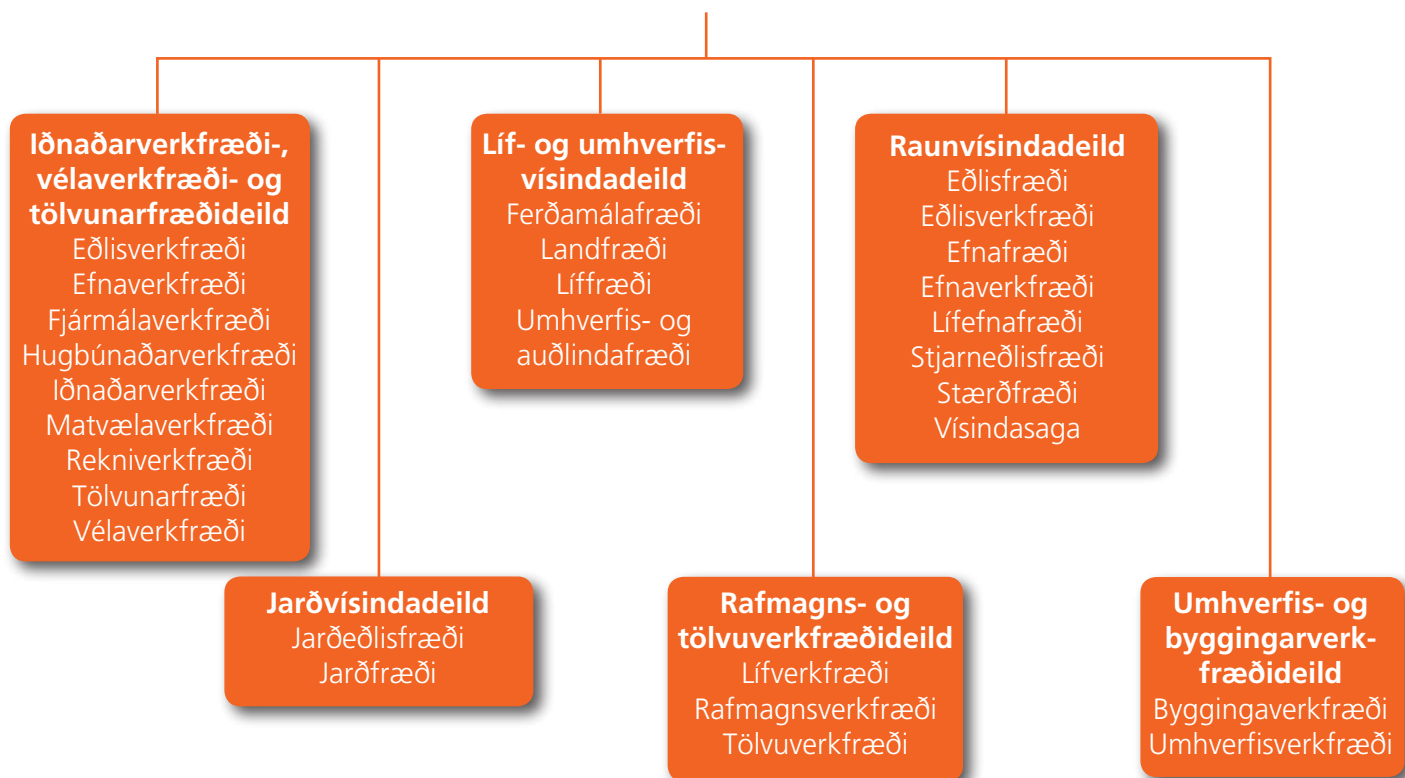 Iðnaðarverkfræði-,
vélaverkfræði- og
tölvunarfræðideild
Eðlisverkfræði
Efnaverkfræði
Fjármálaverkfræði
Hugbúnaðarverkfræði
Iðnaðarverkfræði
Matvælaverkfræði
Rekniverkfræði
Tölvunarfræði
Vélaverkfræði
Jarðvísindadeild
Jarðeðlisfræði
Jarðfræði
Líf- og umhverfis-
vísindadeild
Ferðamálafræði
Landfræði
Líffræði
Umhverfis- og
auðlindafræði
Rafmagns- og
tölvuverkfræðideild
Lífverkfræði
Rafmagnsverkfræði
Tölvuverkfræði
Raunvísindadeild
Eðlisfræði
Eðlisverkfræði
Efnafræði
Efnaverkfræði
Lífefnafræði
Stjarneðlisfræði
Stærðfræði
Vísindasaga
Umhverfis- og
byggingarverk-
fræðideild
Byggingaverkfræði
Umhverfisverkfræði